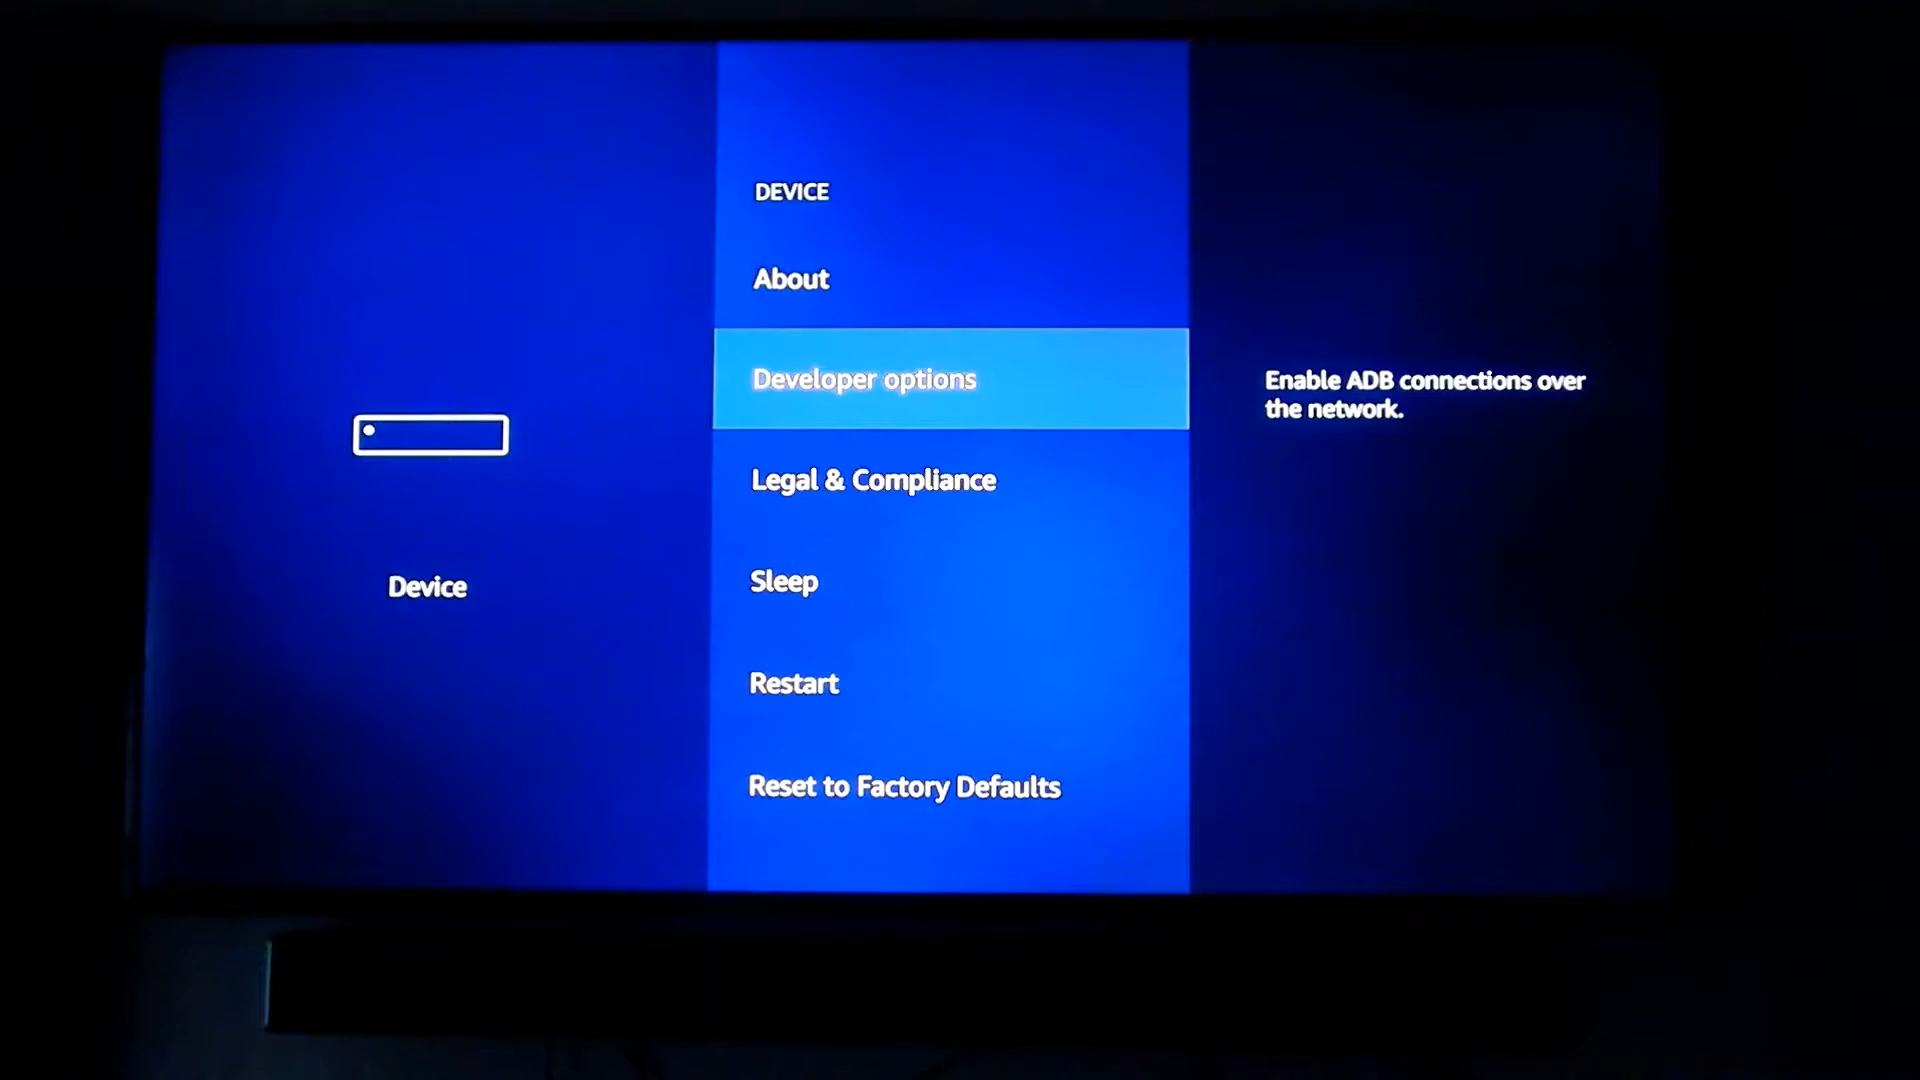 DEVICE
About
Developer options
Legal & Compliance
Sleep
Restart
Reset to Factory Defaults
Device
Enable ADB connections over
the network.